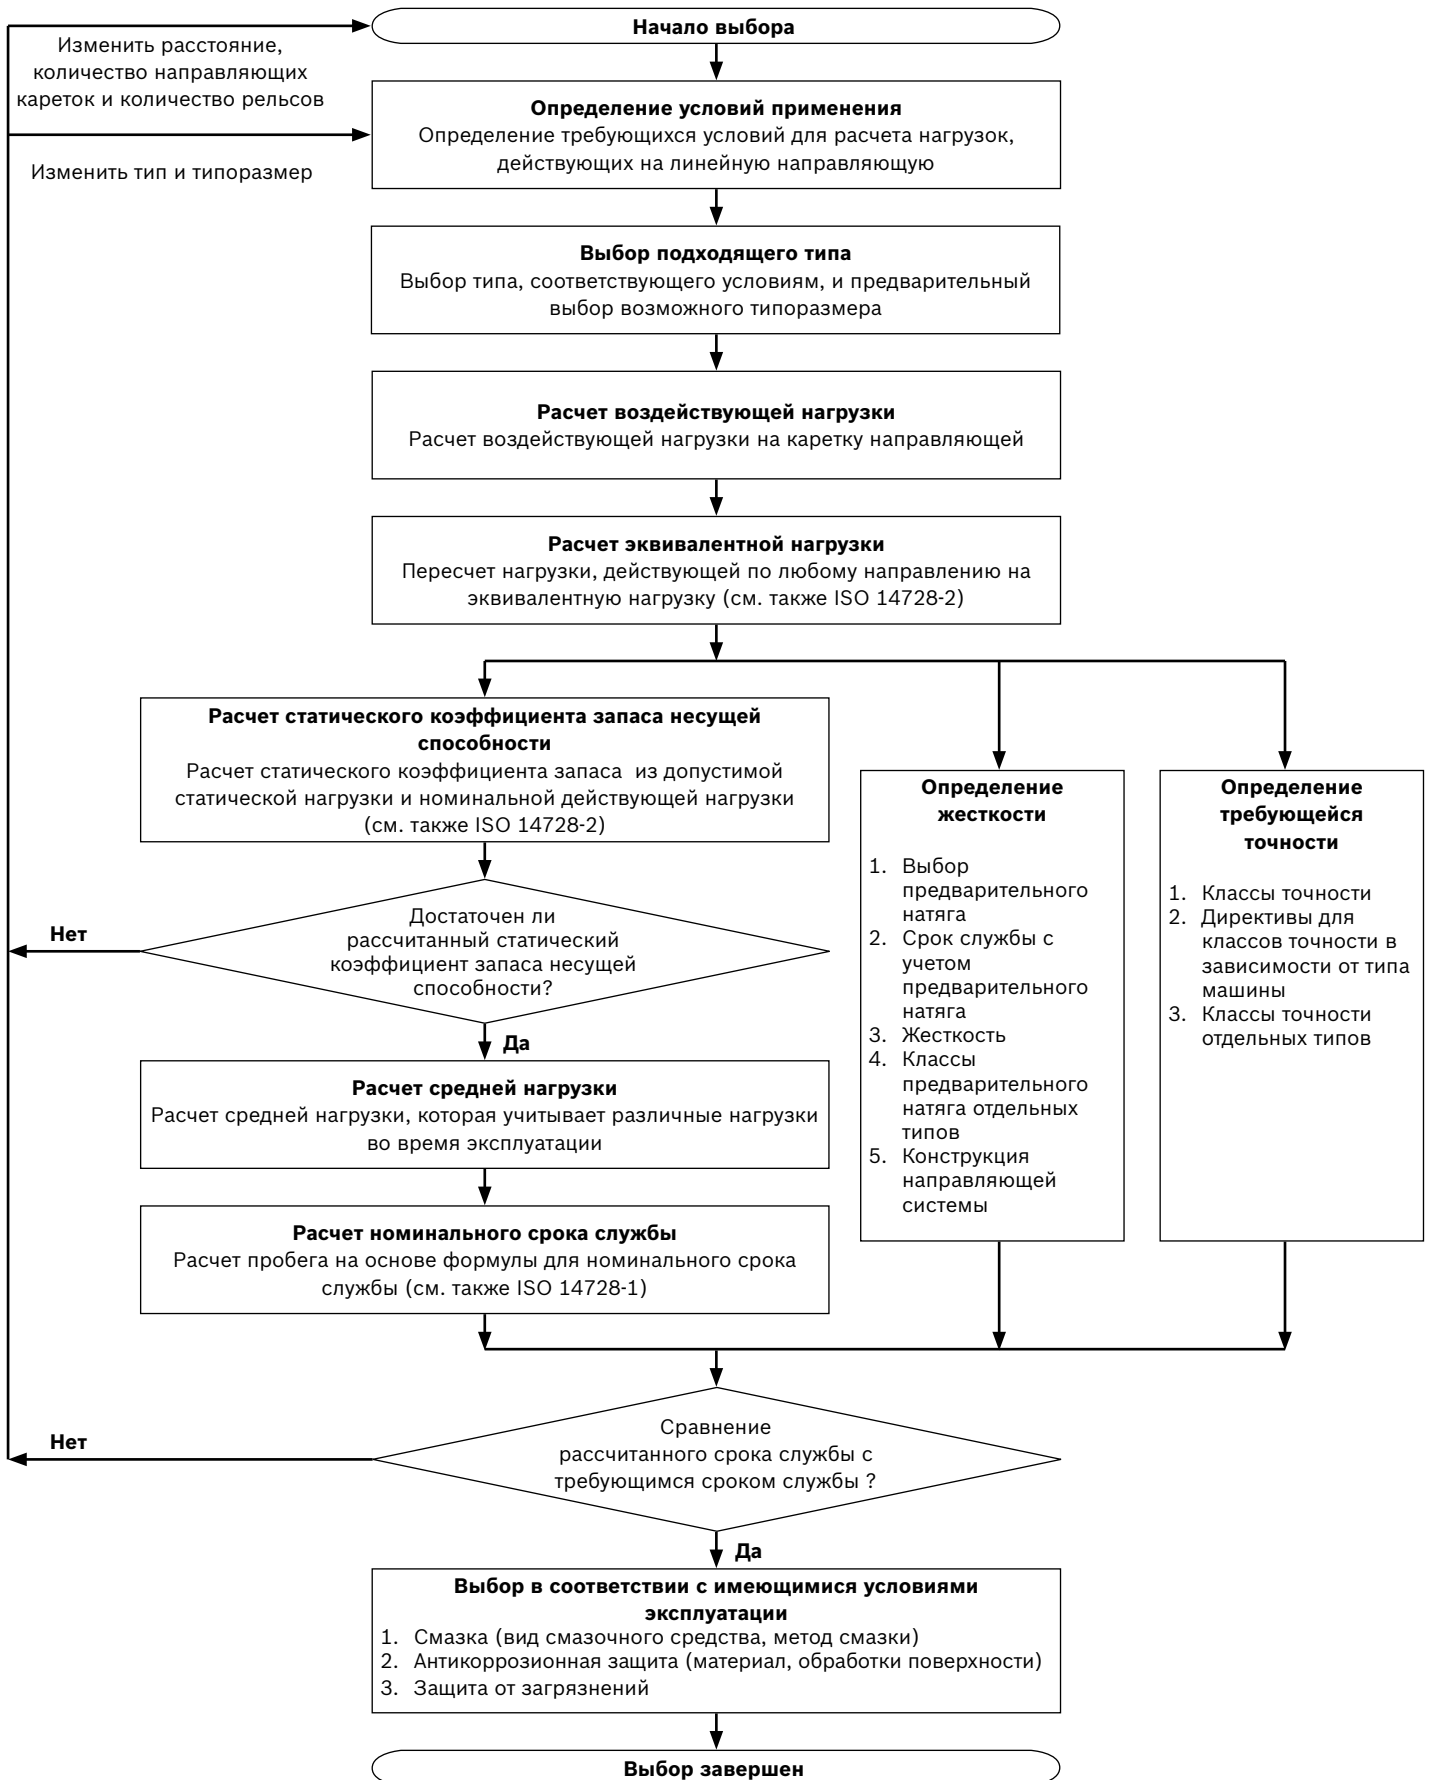 Начало выбора
Изменить расстояние,
количество направляющих
кареток и количество рельсов
Изменить тип и типоразмер
Определение условий применения
Определение требующихся условий для расчета нагрузок,
действующих на линейную направляющую
Выбор подходящего типа
Выбор типа, соответствующего условиям, и предварительный
выбор возможного типоразмера
Расчет воздействующей нагрузки
Расчет воздействующей нагрузки на каретку направляющей
Расчет эквивалентной нагрузки
Пересчет нагрузки, действующей по любому направлению на
эквивалентную нагрузку (см. также ISO 14728-2)
Расчет статического коэффициента запаса несущей
способности
Расчет статического коэффициента запаса  из допустимой
статической нагрузки и номинальной действующей нагрузки
(см. также ISO 14728-2)
Достаточен ли
рассчитанный статический
коэффициент запаса несущей
способности?
Нет
Да
Расчет средней нагрузки
Расчет средней нагрузки, которая учитывает различные нагрузки
во время эксплуатации
Расчет номинального срока службы
Расчет пробега на основе формулы для номинального срока
службы (см. также ISO 14728-1)
Определение
жесткости
1. Выбор
предварительного
натяга
2. Срок службы с
учетом
предварительного
натяга
3. Жесткость
4. Классы
предварительного
натяга отдельных
типов
5. Конструкция
направляющей
системы
Определение
требующейся
точности
1. Классы точности
2. Директивы для
классов точности в
зависимости от типа
машины
3. Классы точности
отдельных типов
Сравнение
рассчитанного срока службы с
требующимся сроком службы ?
Нет
Да
Выбор в соответствии с имеющимися условиями
эксплуатации
1. Смазка (вид смазочного средства, метод смазки)
2. Антикоррозионная защита (материал, обработки поверхности)
3. Защита от загрязнений
Выбор завершен